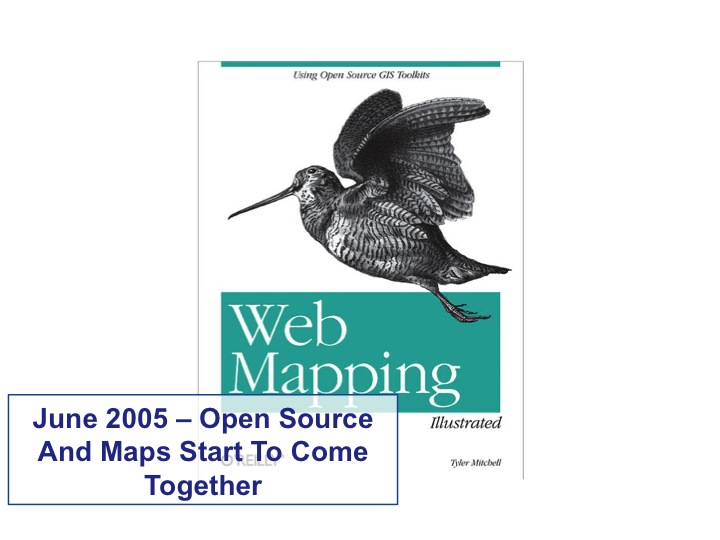 Using Open Source GIS Toolkits
Web
Mapping
Illustrated
June 2005 – Open Source
And Maps Start To Come
Together
O'REILLY®
Tyler Mitchell